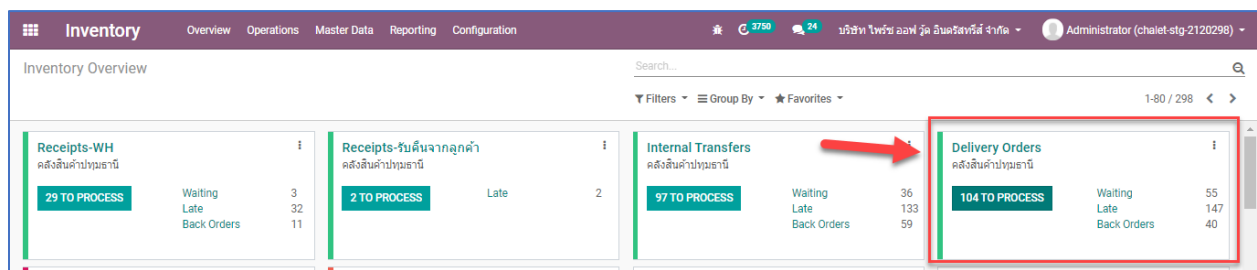 Inventory Overview Operations Master Data Reporting Configuration 3750 24 บริษัท ไพร้ซ ออฟ วู้ด อินดรัสทรีส์ จำกัด Administrator (chalet-stg-2120298)
Inventory Overview Search...
Filters Group By Favorites 1-80 / 298
Receipts-WH
คลังสินค้าปทุมธานี
29 TO PROCESS
Waiting 3
Late 32
Back Orders 11
Receipts-รับคืนจากลูกค้า
คลังสินค้าปทุมธานี
2 TO PROCESS
Late 2
Internal Transfers
คลังสินค้าปทุมธานี
97 TO PROCESS
Waiting 36
Late 133
Back Orders 59
Delivery Orders
คลังสินค้าปทุมธานี
104 TO PROCESS
Waiting 55
Late 147
Back Orders 40